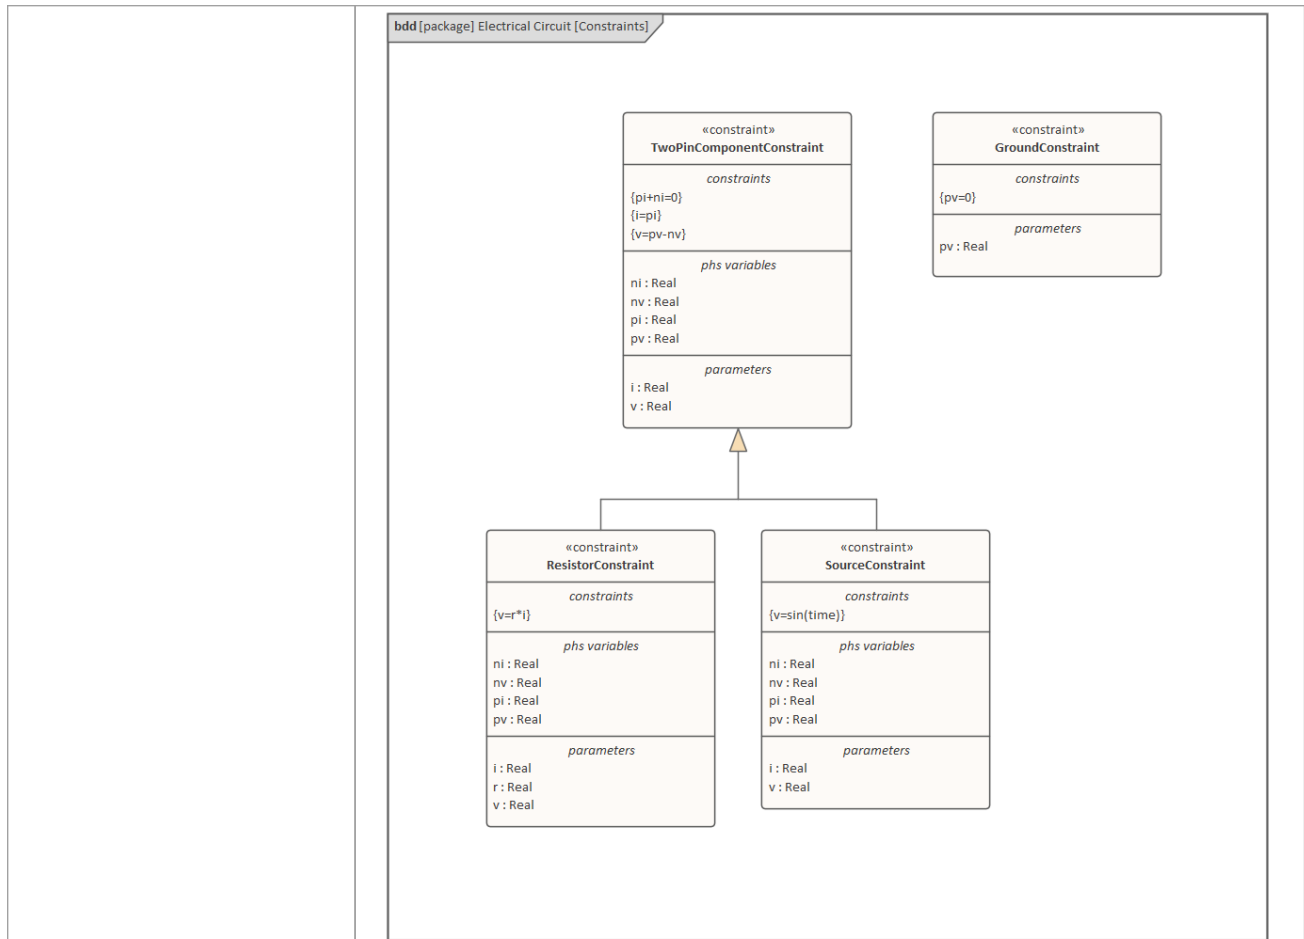 bdd [package] Electrical Circuit [Constraints]
«constraint»
TwoPinComponentConstraint
constraints
{pi+ni=0}
{i=pi}
{v=pv-nv}
phs variables
ni : Real
nv : Real
pi : Real
pv : Real
parameters
i : Real
v : Real
«constraint»
GroundConstraint
constraints
{pv=0}
parameters
pv : Real
«constraint»
ResistorConstraint
constraints
{v=r*i}
phs variables
ni : Real
nv : Real
pi : Real
pv : Real
parameters
i : Real
r : Real
v : Real
«constraint»
SourceConstraint
constraints
{v=sin(time)}
phs variables
ni : Real
nv : Real
pi : Real
pv : Real
parameters
i : Real
v : Real